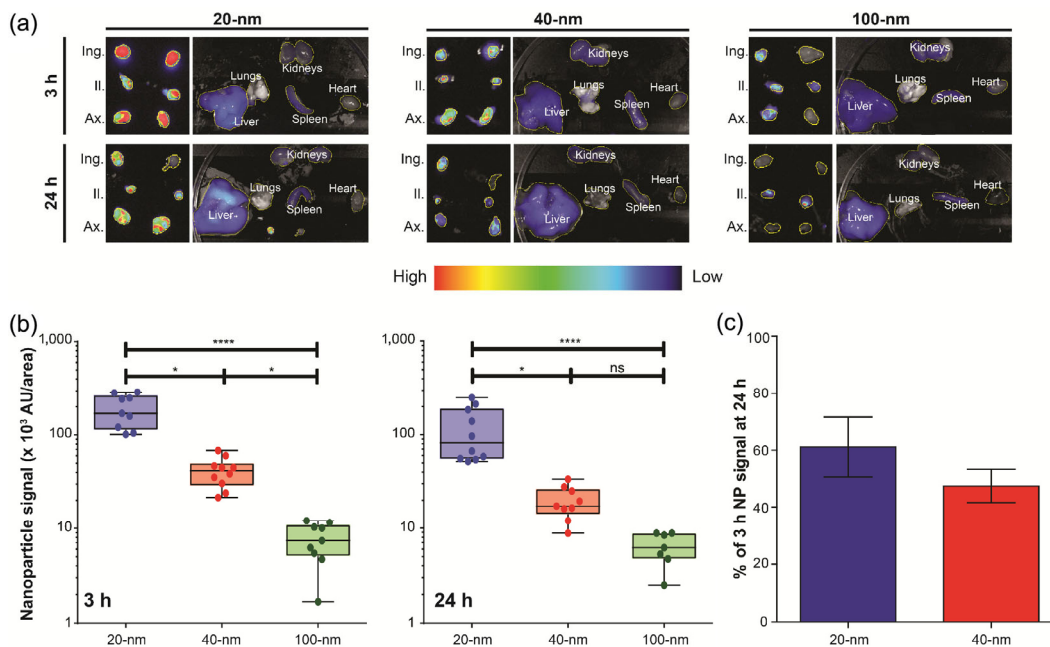 (a)
20-nm
40-nm
100-nm
3 h
Ing.
Il.
Ax.
Kidneys
Lungs
Heart
Liver
Spleen
Ing.
Il.
Ax.
Kidneys
Lungs
Heart
Liver
Spleen
Ing.
Il.
Ax.
Kidneys
Lungs
Heart
Liver
Spleen
24 h
Ing.
Il.
Ax.
Kidneys
Lungs
Heart
Liver
Spleen
Ing.
Il.
Ax.
Kidneys
Lungs
Heart
Liver
Spleen
Ing.
Il.
Ax.
Kidneys
Lungs
Heart
Liver
Spleen
High
Low
(b)
Nanoparticle signal (x 10³ AU/area)
1,000
100
10
1
****
* *
3 h
20-nm 40-nm 100-nm
1,000
100
10
1
****
* ns
24 h
20-nm 40-nm 100-nm
(c)
% of 3 h NP signal at 24 h
100
80
60
40
20
0
20-nm 40-nm